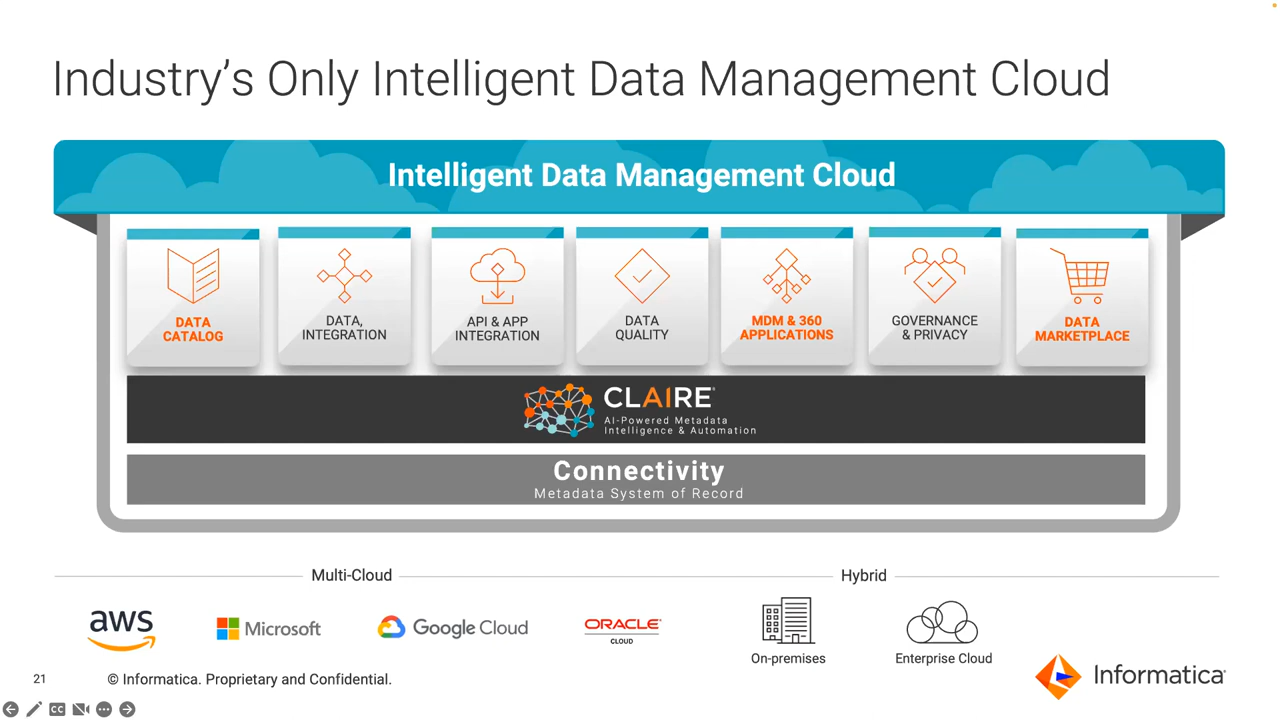 Industry's Only Intelligent Data Management Cloud
Intelligent Data Management Cloud
DATA
CATALOG
DATA,
INTEGRATION
API & APP
INTEGRATION
DATA
QUALITY
MDM & 360
APPLICATIONS
GOVERNANCE
& PRIVACY
DATA
MARKETPLACE
CLAIRE®
AI-Powered Metadata
Intelligence & Automation
Connectivity
Metadata System of Record
Multi-Cloud
Hybrid
aws
Microsoft
Google Cloud
ORACLE
CLOUD
On-premises
Enterprise Cloud
21
© Informatica. Proprietary and Confidential.
Informatica
CC